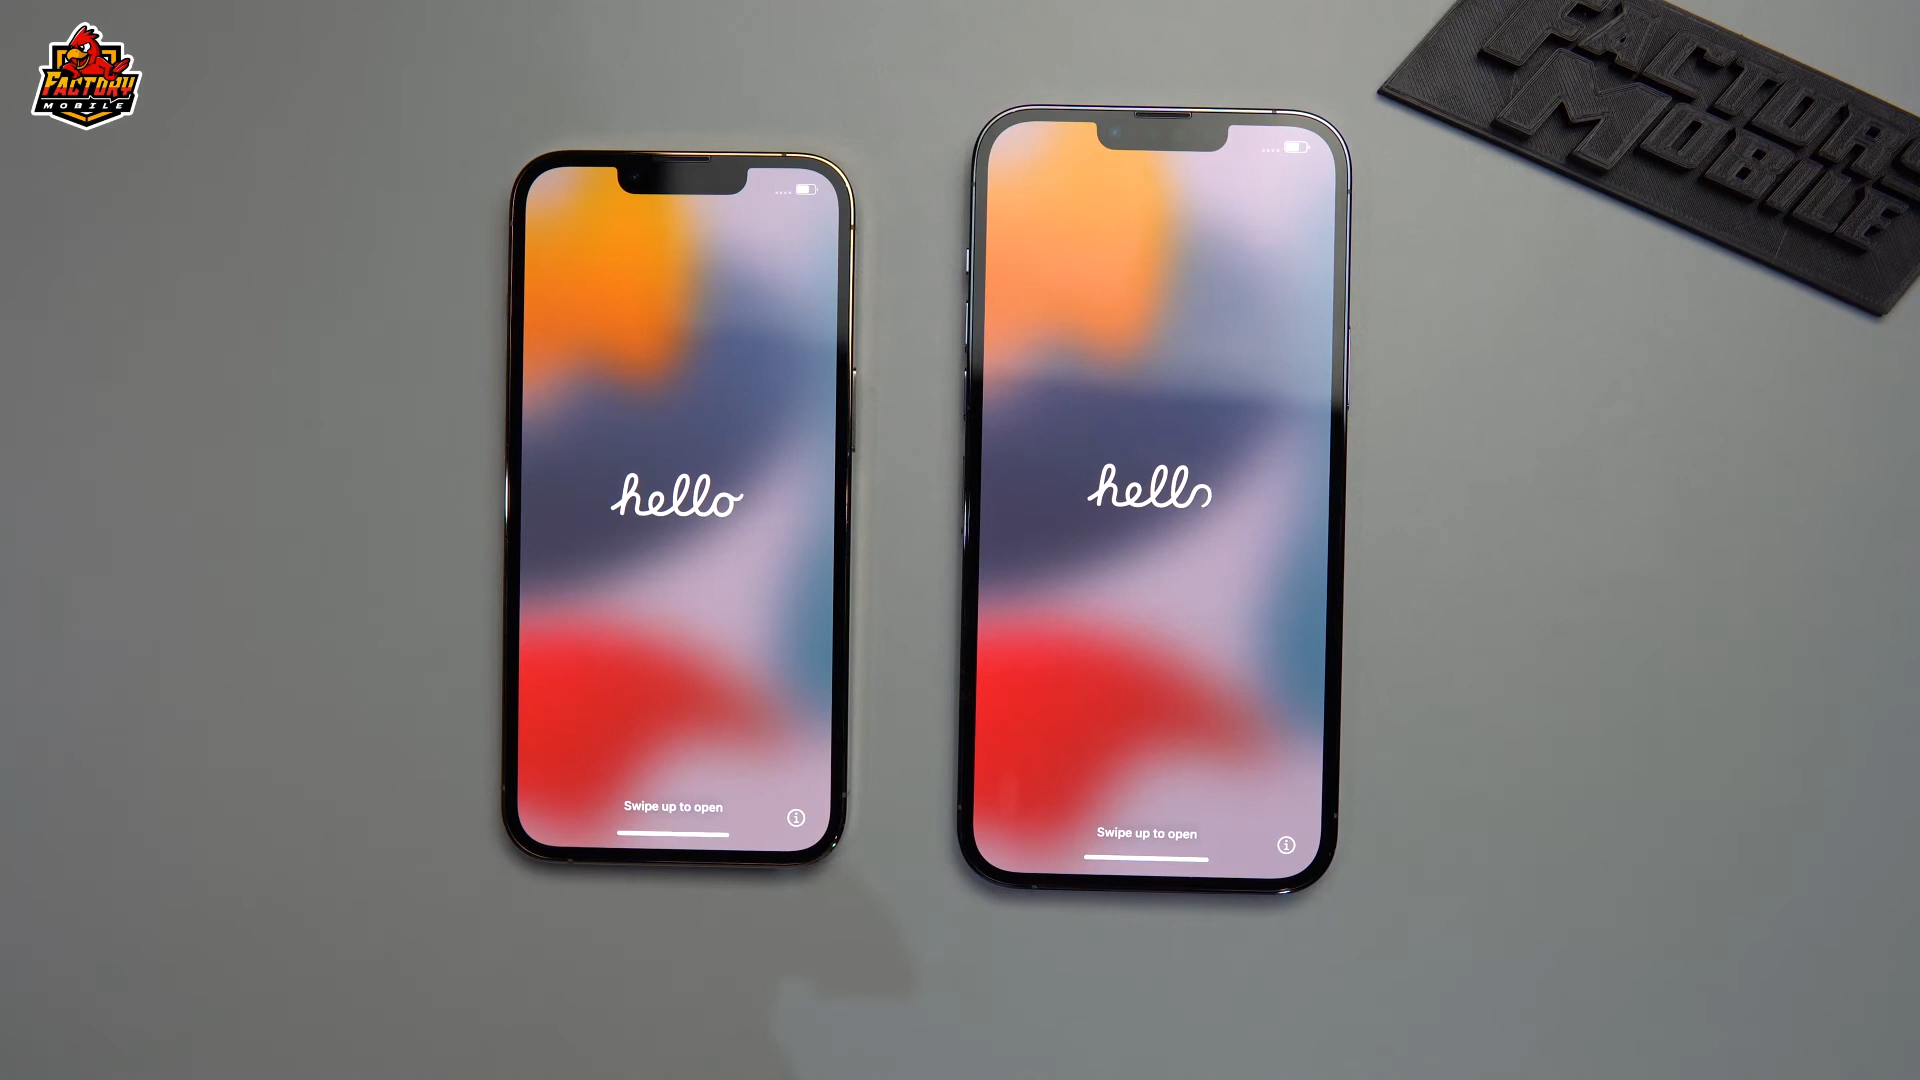 FACTORY
MOBILE
FACTORY
MOBILE
hello
hello
Swipe up to open
Swipe up to open